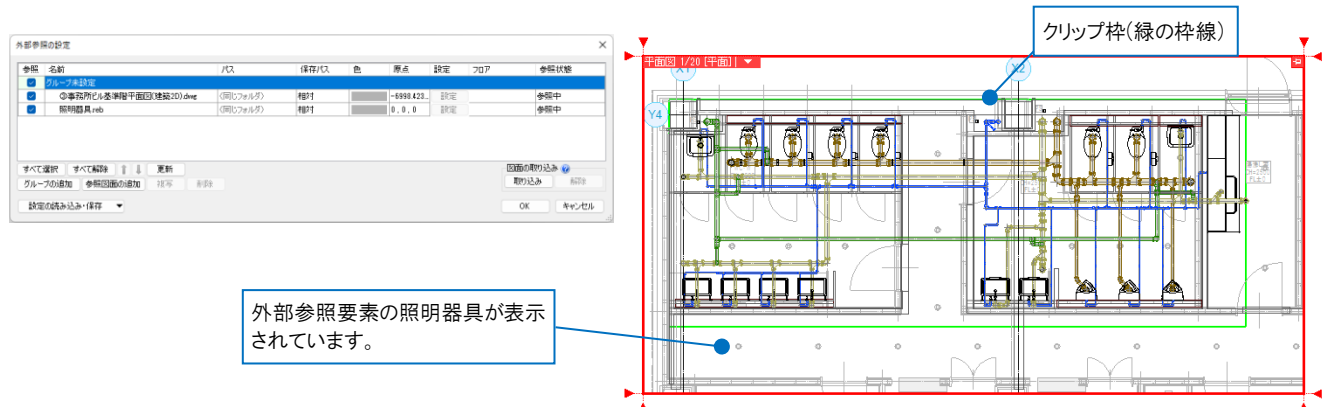 クリップ枠(緑の枠線)
外部参照の設定
参照 名前 パス 保存パス 色 原点 設定 フロア 参照状態
グループ未設定
②事務所ビル基準階平面図(建築2D).dwg (同じフォルダ) 相対 -6998.423... 設定 参照中
照明器具.reb (同じフォルダ) 相対 0, 0, 0 設定 参照中
すべて選択 すべて解除 更新 図面の取り込み
グループの追加 参照図面の追加 複写 削除 取り込み 解除
設定の読み込み・保存 OK キャンセル
平面図 1/20 [平面]
X1 X2
Y4
外部参照要素の照明器具が表示
されています。